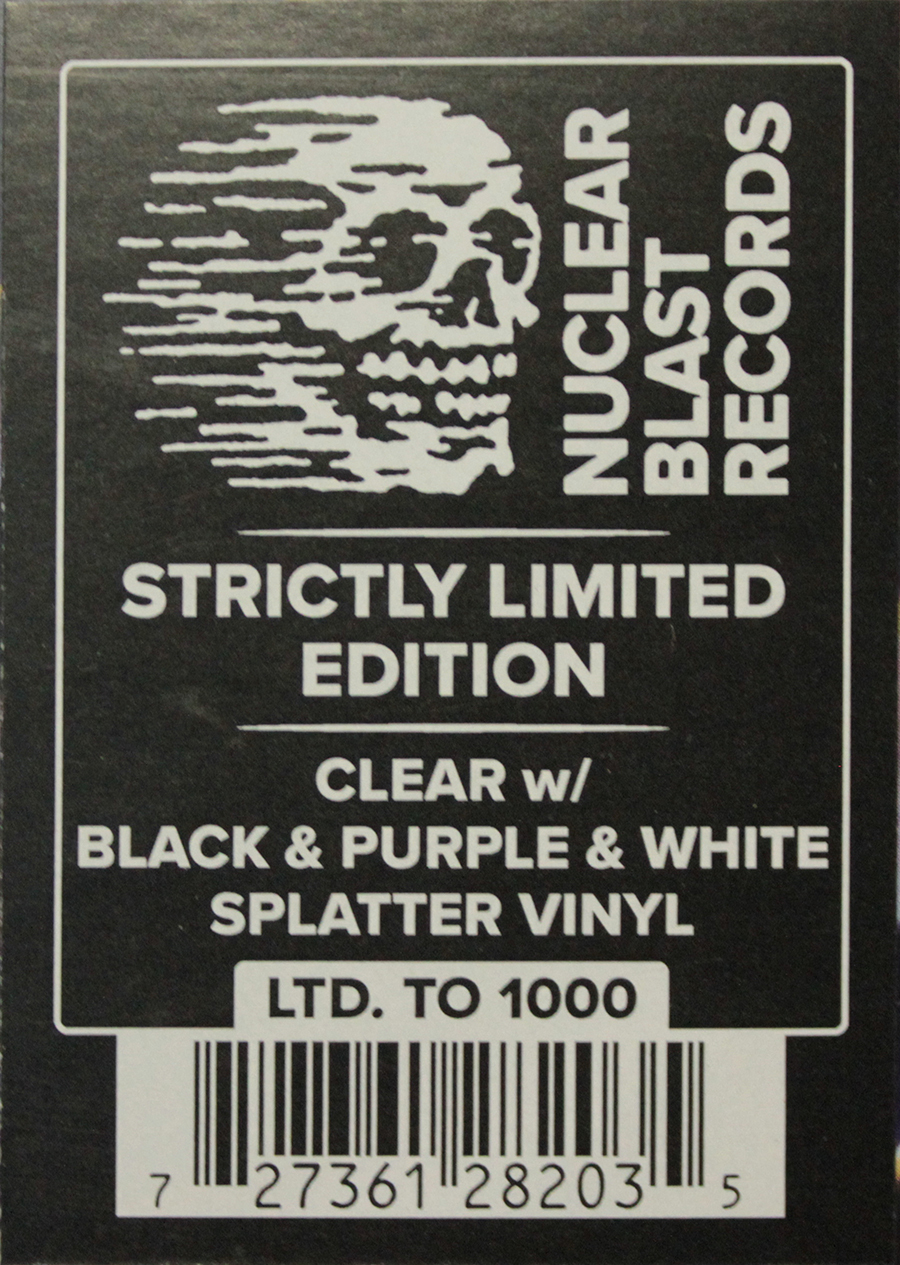 NUCLEAR
BLAST
RECORDS
STRICTLY LIMITED
EDITION
CLEAR w/
BLACK & PURPLE & WHITE
SPLATTER VINYL
LTD. TO 1000
7 27361 28203 5